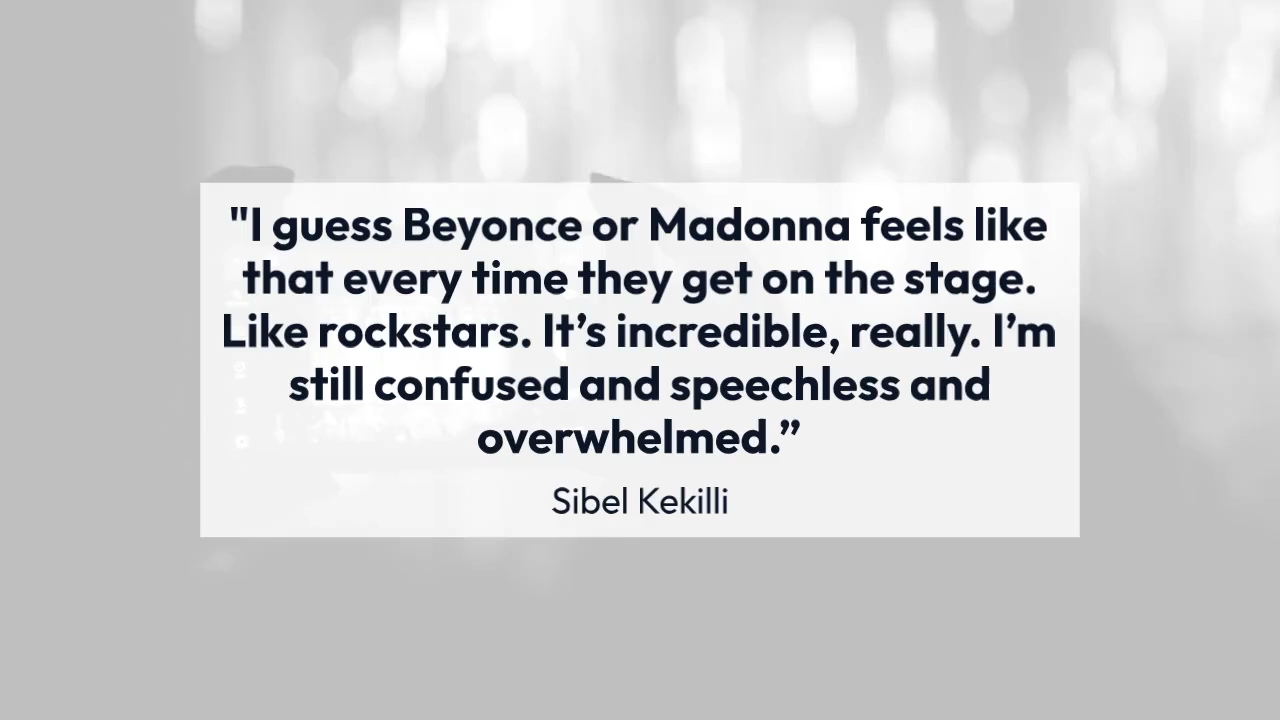 "I guess Beyonce or Madonna feels like
that every time they get on the stage.
Like rockstars. It’s incredible, really. I’m
still confused and speechless and
overwhelmed.”
Sibel Kekilli